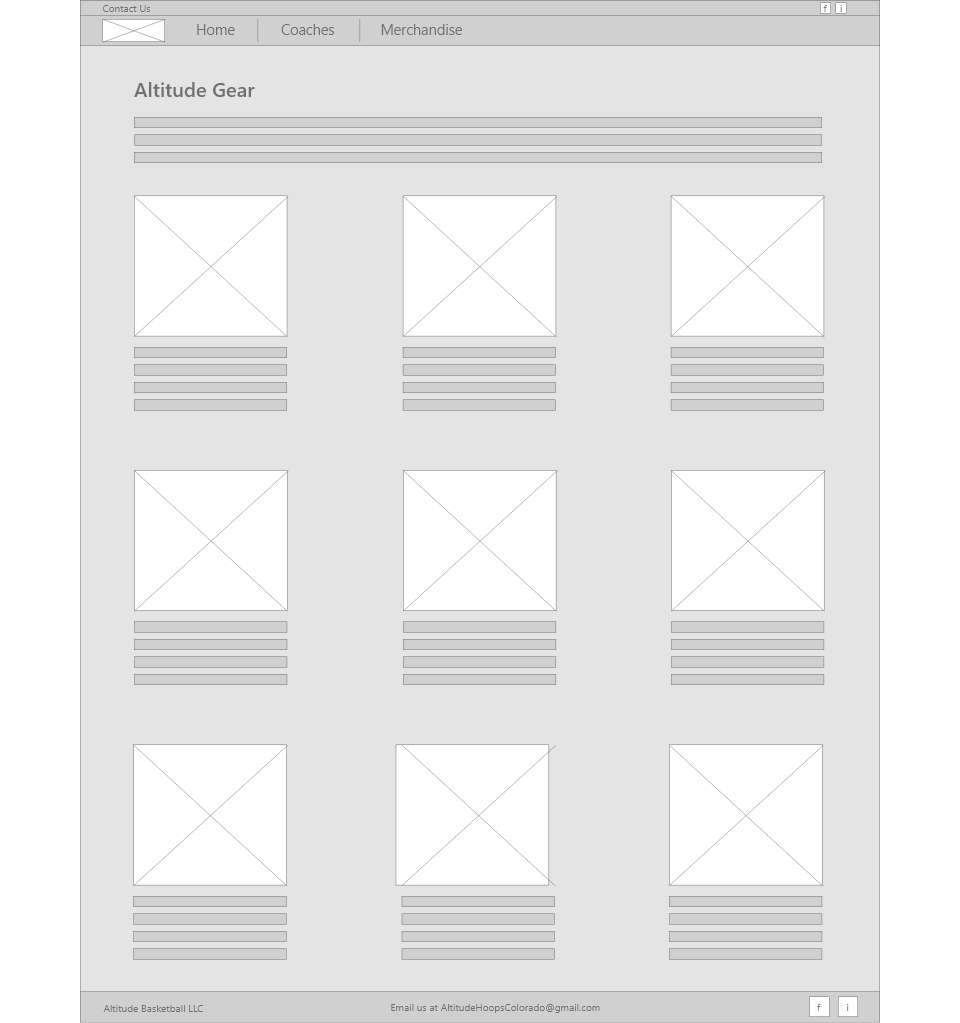 Contact Us f i
Home Coaches Merchandise
Altitude Gear
Altitude Basketball LLC Email us at AltitudeHoopsColorado@gmail.com f i